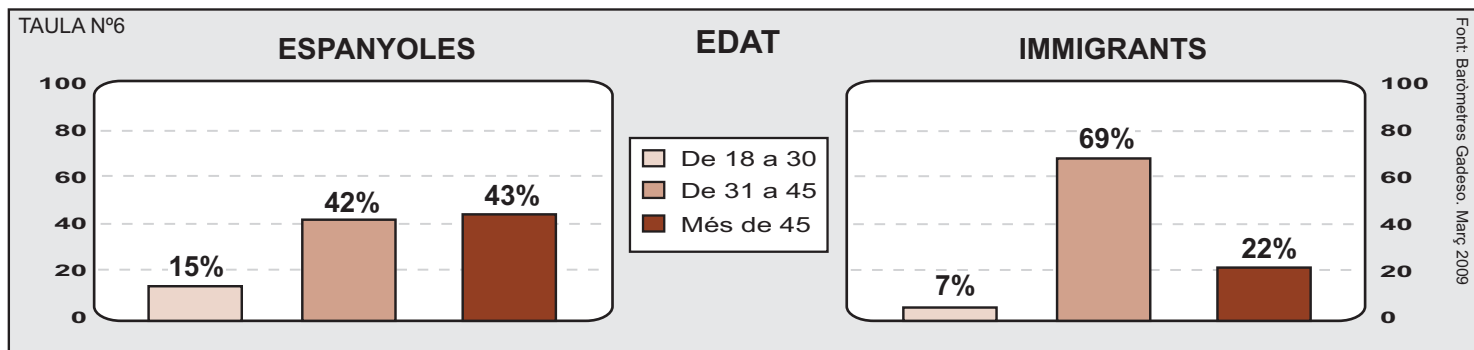 TAULA Nº6
EDAT
ESPANYOLES
100
80
60
40
20
0
15%
42%
43%
De 18 a 30
De 31 a 45
Més de 45
IMMIGRANTS
7%
69%
22%
100
80
60
40
20
0
Font: Baròmetres Gadeso. Març 2009